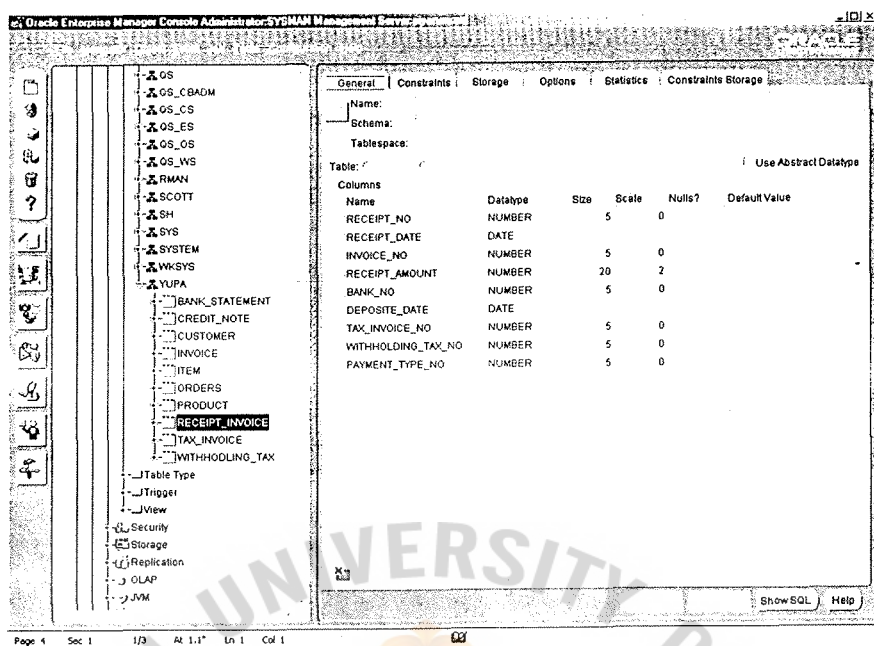 Oracle Enterprise Manager Console Administrator:SYSMAN Management
QS
QS_CBADM
QS_CS
QS_ES
QS_OS
QS_WS
RMAN
SCOTT
SH
SYS
SYSTEM
WKSYS
YUPA
BANK_STATEMENT
CREDIT_NOTE
CUSTOMER
INVOICE
ITEM
ORDERS
PRODUCT
RECEIPT_INVOICE
TAX_INVOICE
WITHHODLING_TAX
Table Type
Trigger
View
Security
Storage
Replication
OLAP
JVM
General Constraints Storage Options Statistics Constraints Storage
Name:
Schema:
Tablespace:
Table: Use Abstract Datatype
Columns
Name Datatype Size Scale Nulls? Default Value
RECEIPT_NO NUMBER 5 0
RECEIPT_DATE DATE
INVOICE_NO NUMBER 5 0
RECEIPT_AMOUNT NUMBER 20 2
BANK_NO NUMBER 5 0
DEPOSITE_DATE DATE
TAX_INVOICE_NO NUMBER 5 0
WITHHOLDING_TAX_NO NUMBER 5 0
PAYMENT_TYPE_NO NUMBER 5 0
Show SQL Help
Page 4 Sec 1 1/3 At 1.1" Ln 1 Col 1
UNIVERSITY